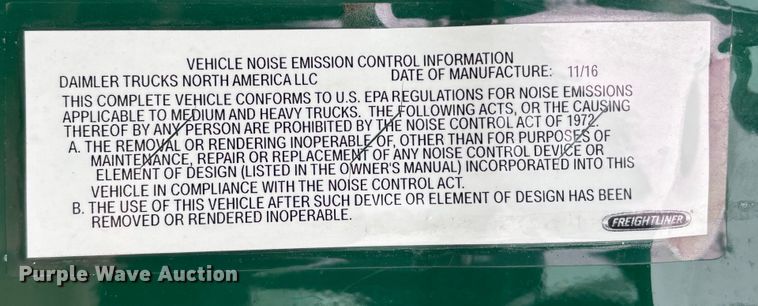 VEHICLE NOISE EMISSION CONTROL INFORMATION
DAIMLER TRUCKS NORTH AMERICA LLC DATE OF MANUFACTURE: 11/16
THIS COMPLETE VEHICLE CONFORMS TO U.S. EPA REGULATIONS FOR NOISE EMISSIONS
APPLICABLE TO MEDIUM AND HEAVY TRUCKS. THE FOLLOWING ACTS, OR THE CAUSING
THEREOF BY ANY PERSON ARE PROHIBITED BY THE NOISE CONTROL ACT OF 1972.
A. THE REMOVAL OR RENDERING INOPERABLE OF, OTHER THAN FOR PURPOSES OF
MAINTENANCE, REPAIR OR REPLACEMENT OF ANY NOISE CONTROL DEVICE OR
ELEMENT OF DESIGN (LISTED IN THE OWNER'S MANUAL) INCORPORATED INTO THIS
VEHICLE IN COMPLIANCE WITH THE NOISE CONTROL ACT.
B. THE USE OF THIS VEHICLE AFTER SUCH DEVICE OR ELEMENT OF DESIGN HAS BEEN
REMOVED OR RENDERED INOPERABLE.
FREIGHTLINER
Purple Wave Auction